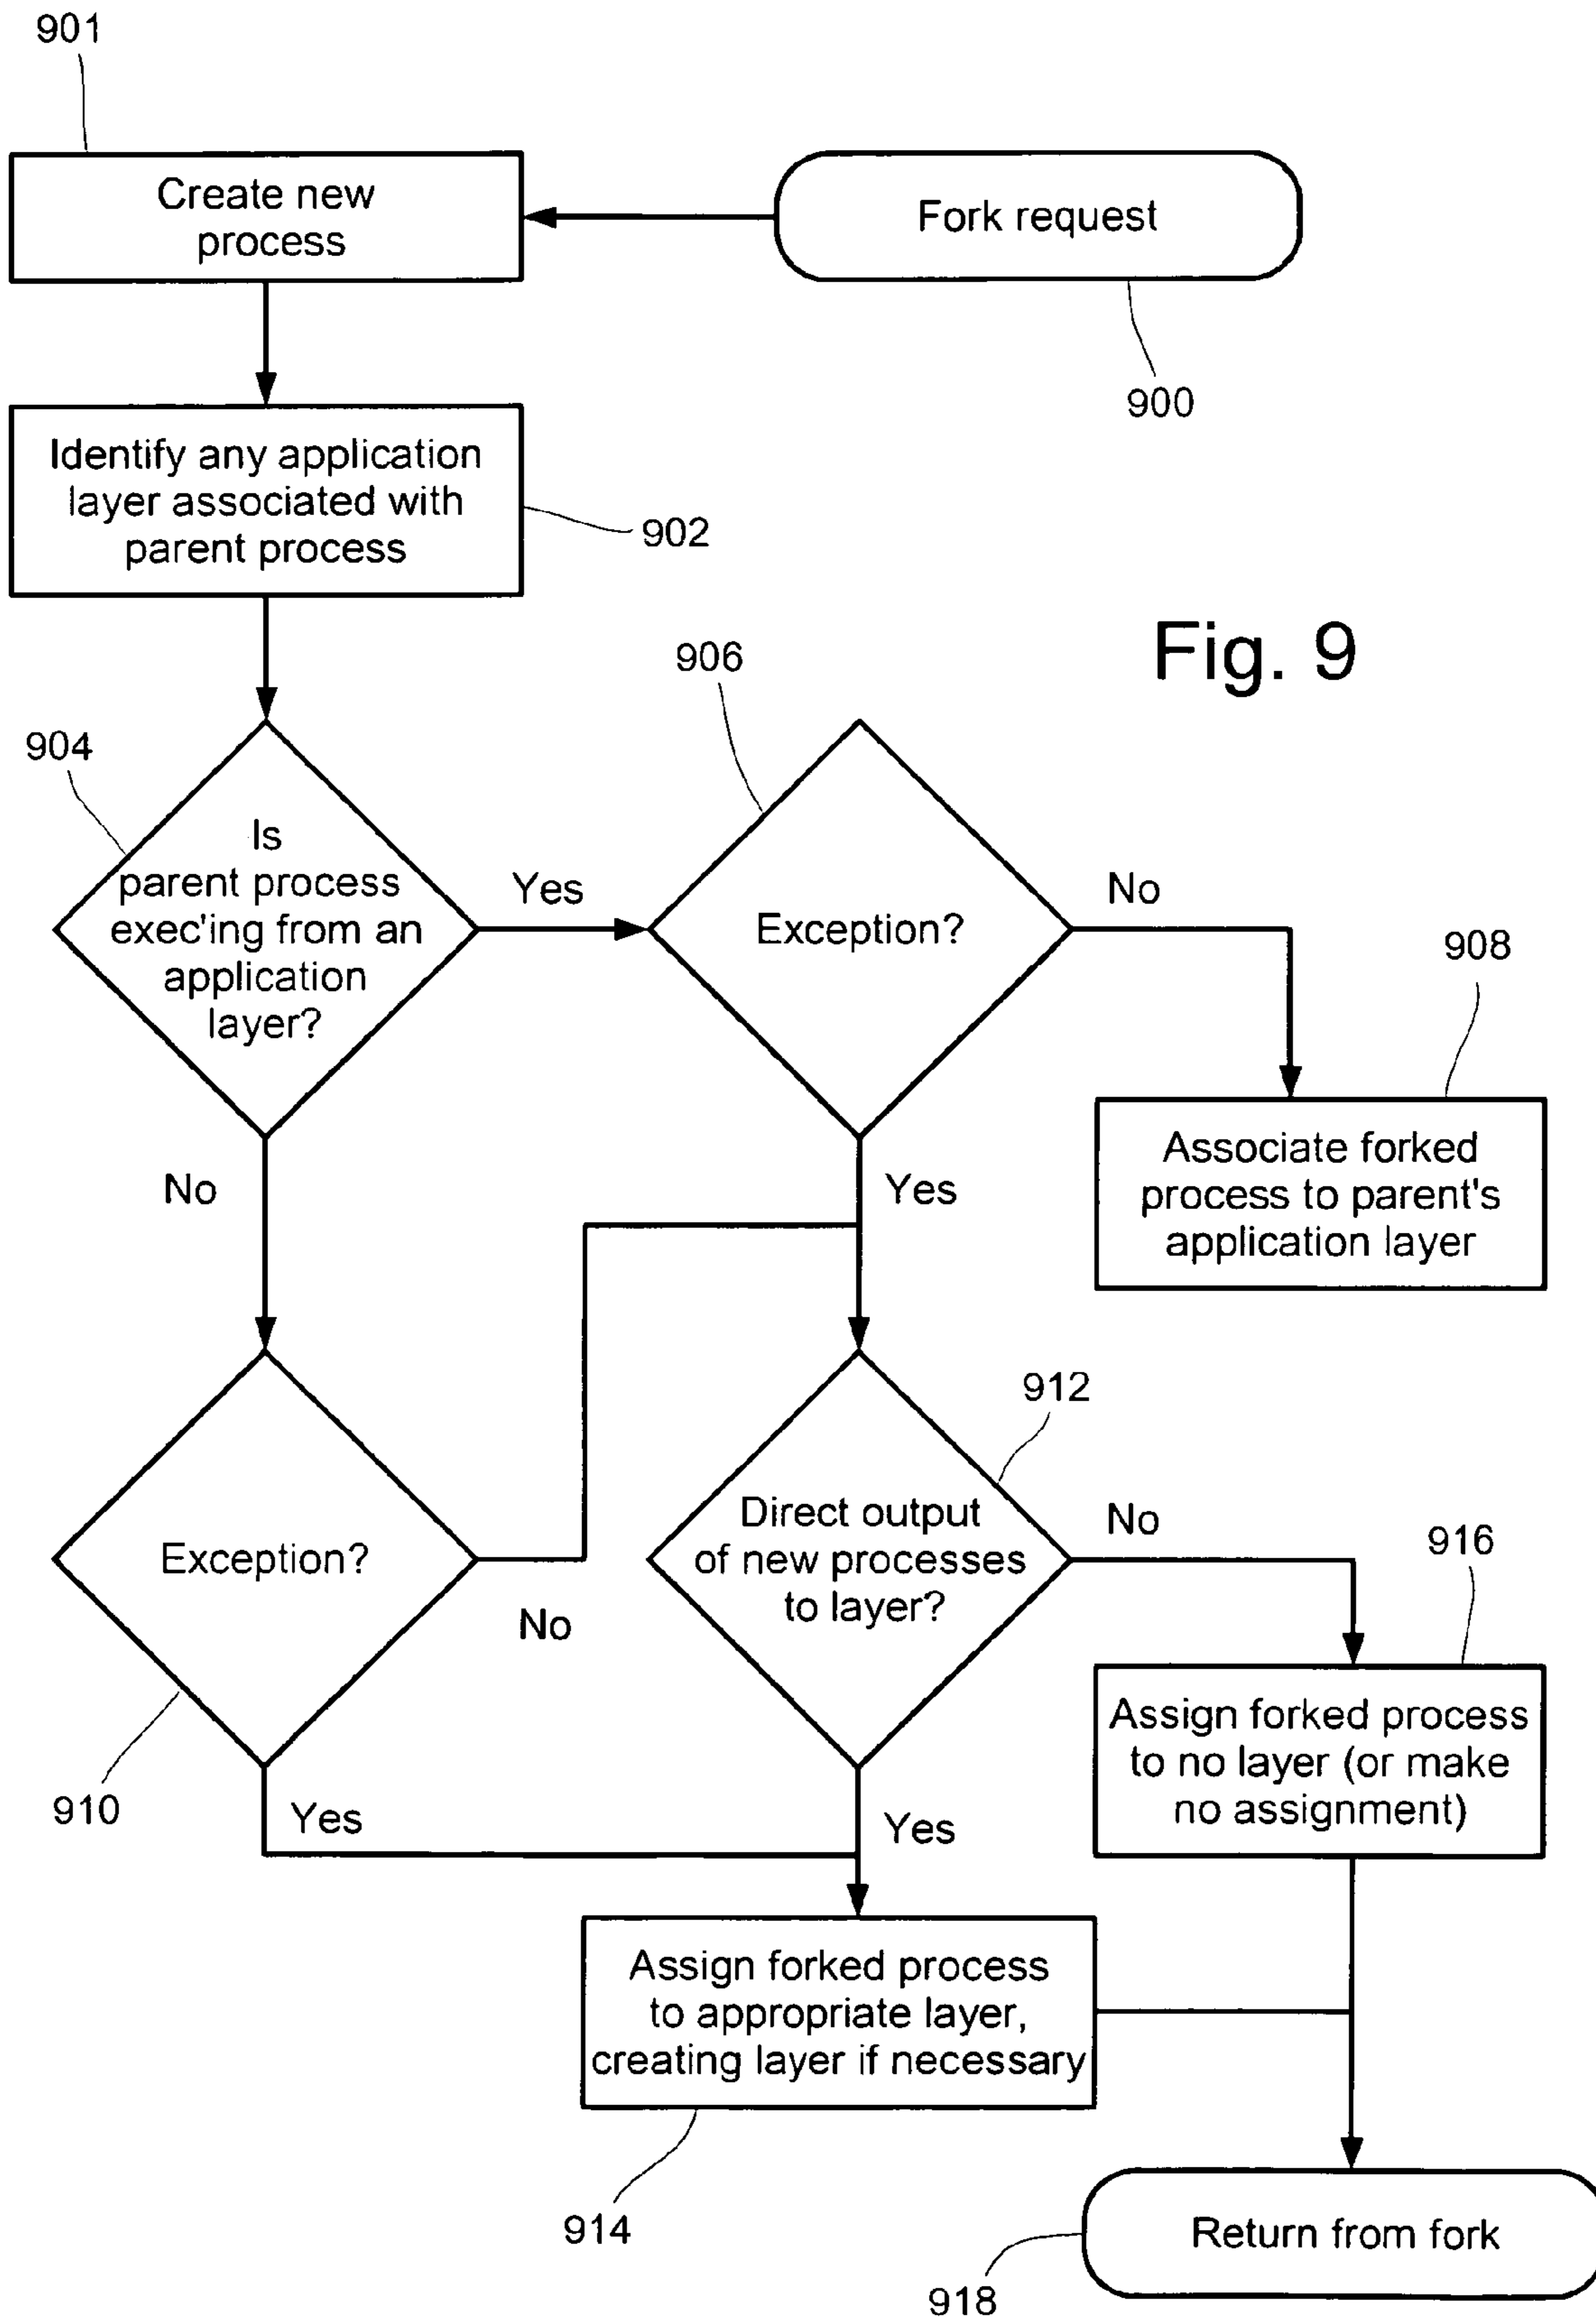 901
Create new
process
Fork request
900
Identify any application
layer associated with
parent process
902
Fig. 9
906
904
Is
parent process
exec'ing from an
application
layer?
Yes
Exception?
No
908
Associate forked
process to parent's
application layer
No
Yes
912
Exception?
No
Direct output
of new processes
to layer?
No
916
Assign forked process
to no layer (or make
no assignment)
910
Yes
Yes
Assign forked process
to appropriate layer,
creating layer if necessary
914
Return from fork
918